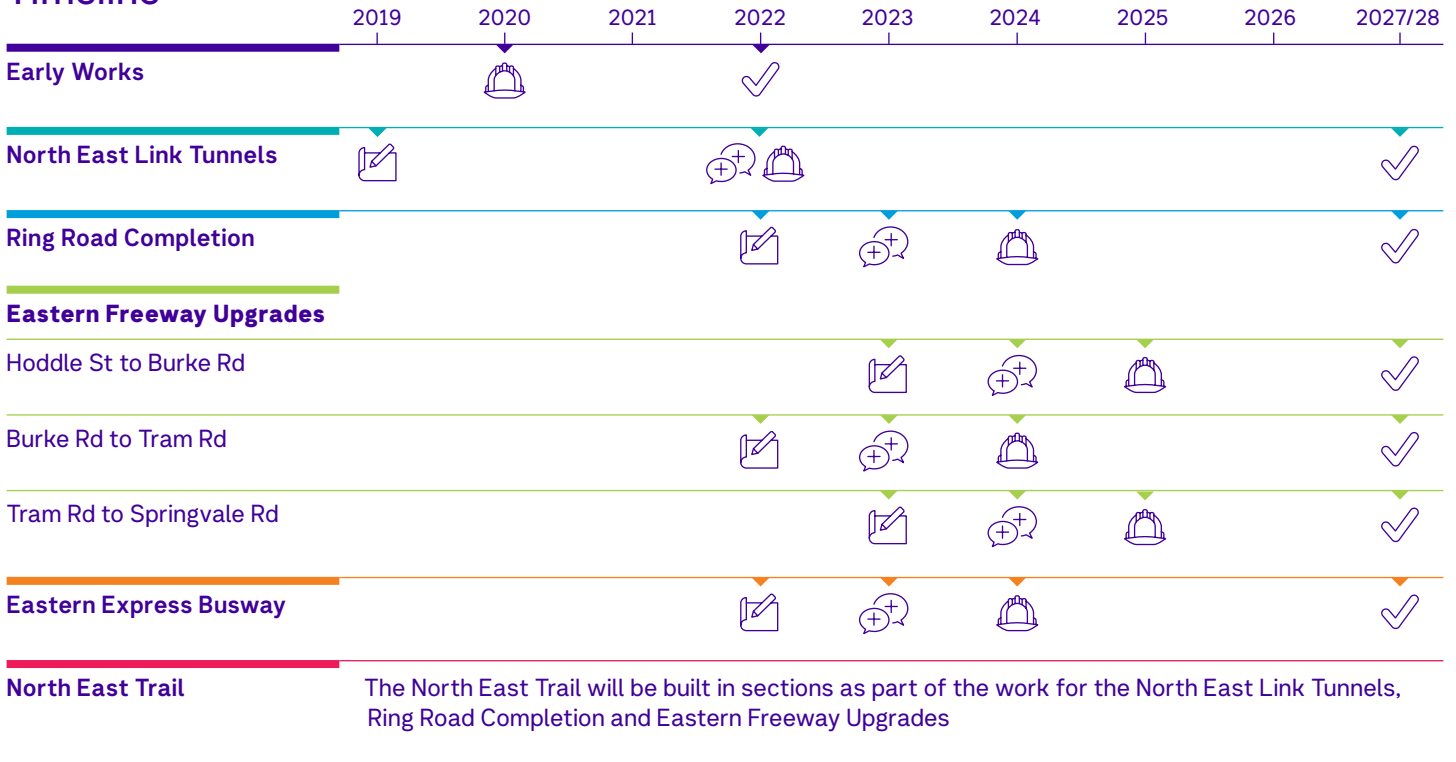 Timeline
2019 2020 2021 2022 2023 2024 2025 2026 2027/28
Early Works
North East Link Tunnels
Ring Road Completion
Eastern Freeway Upgrades
Hoddle St to Burke Rd
Burke Rd to Tram Rd
Tram Rd to Springvale Rd
Eastern Express Busway
North East Trail
The North East Trail will be built in sections as part of the work for the North East Link Tunnels,
Ring Road Completion and Eastern Freeway Upgrades